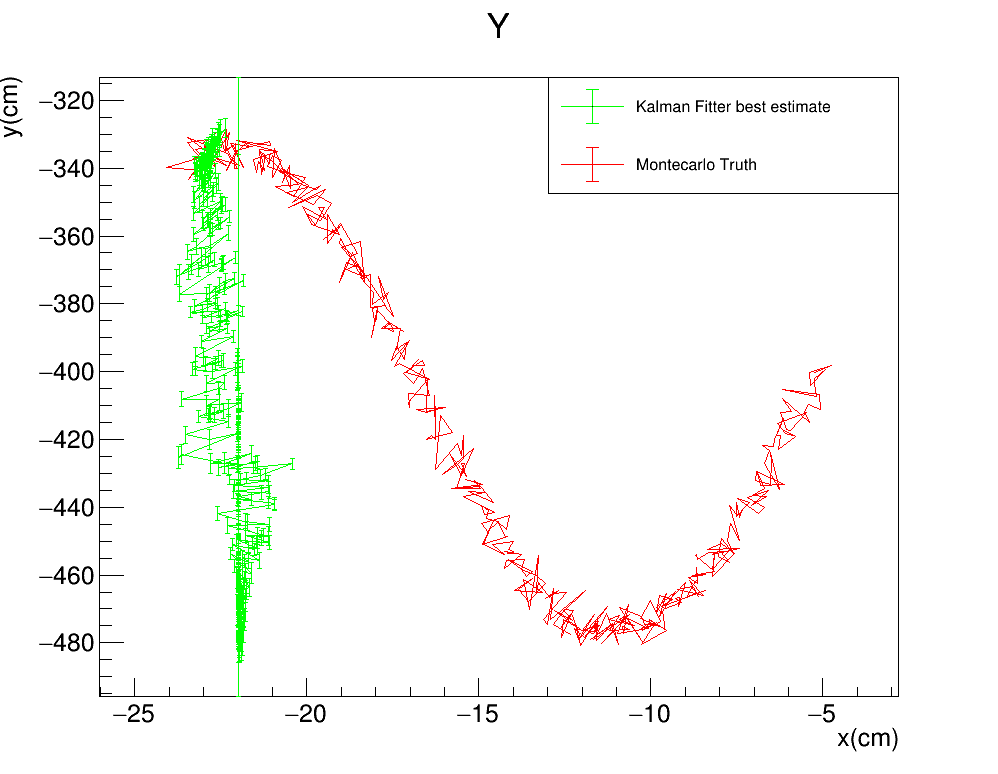 Y
y(cm)
Kalman Fitter best estimate
Montecarlo Truth
−320
−340
−360
−380
−400
−420
−440
−460
−480
−25 −20 −15 −10 −5
x(cm)